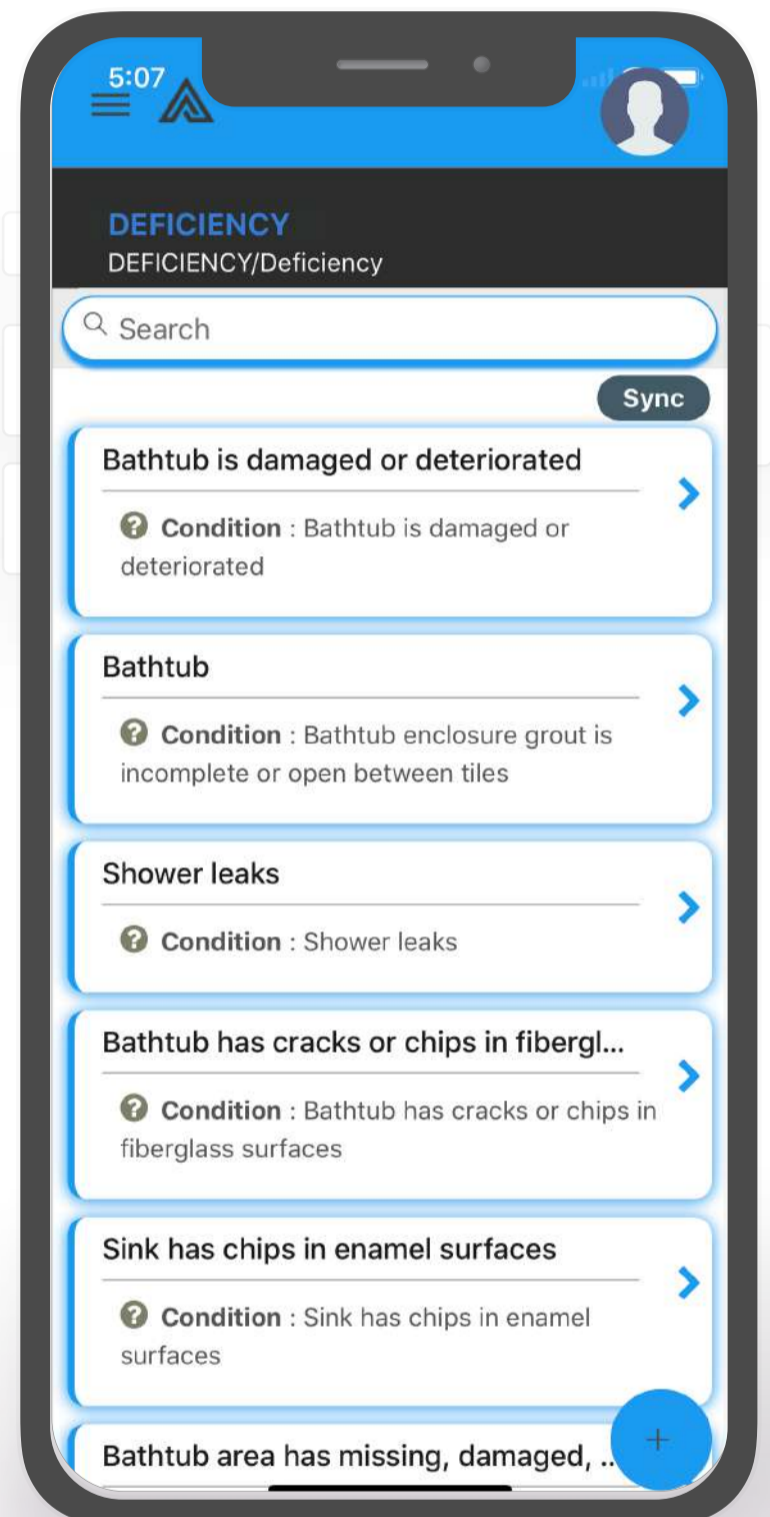 5:07
DEFICIENCY
DEFICIENCY/Deficiency
Search
Sync
Bathtub is damaged or deteriorated
Condition : Bathtub is damaged or
deteriorated
Bathtub
Condition : Bathtub enclosure grout is
incomplete or open between tiles
Shower leaks
Condition : Shower leaks
Bathtub has cracks or chips in fibergl...
Condition : Bathtub has cracks or chips in
fiberglass surfaces
Sink has chips in enamel surfaces
Condition : Sink has chips in enamel
surfaces
Bathtub area has missing, damaged, ..
+